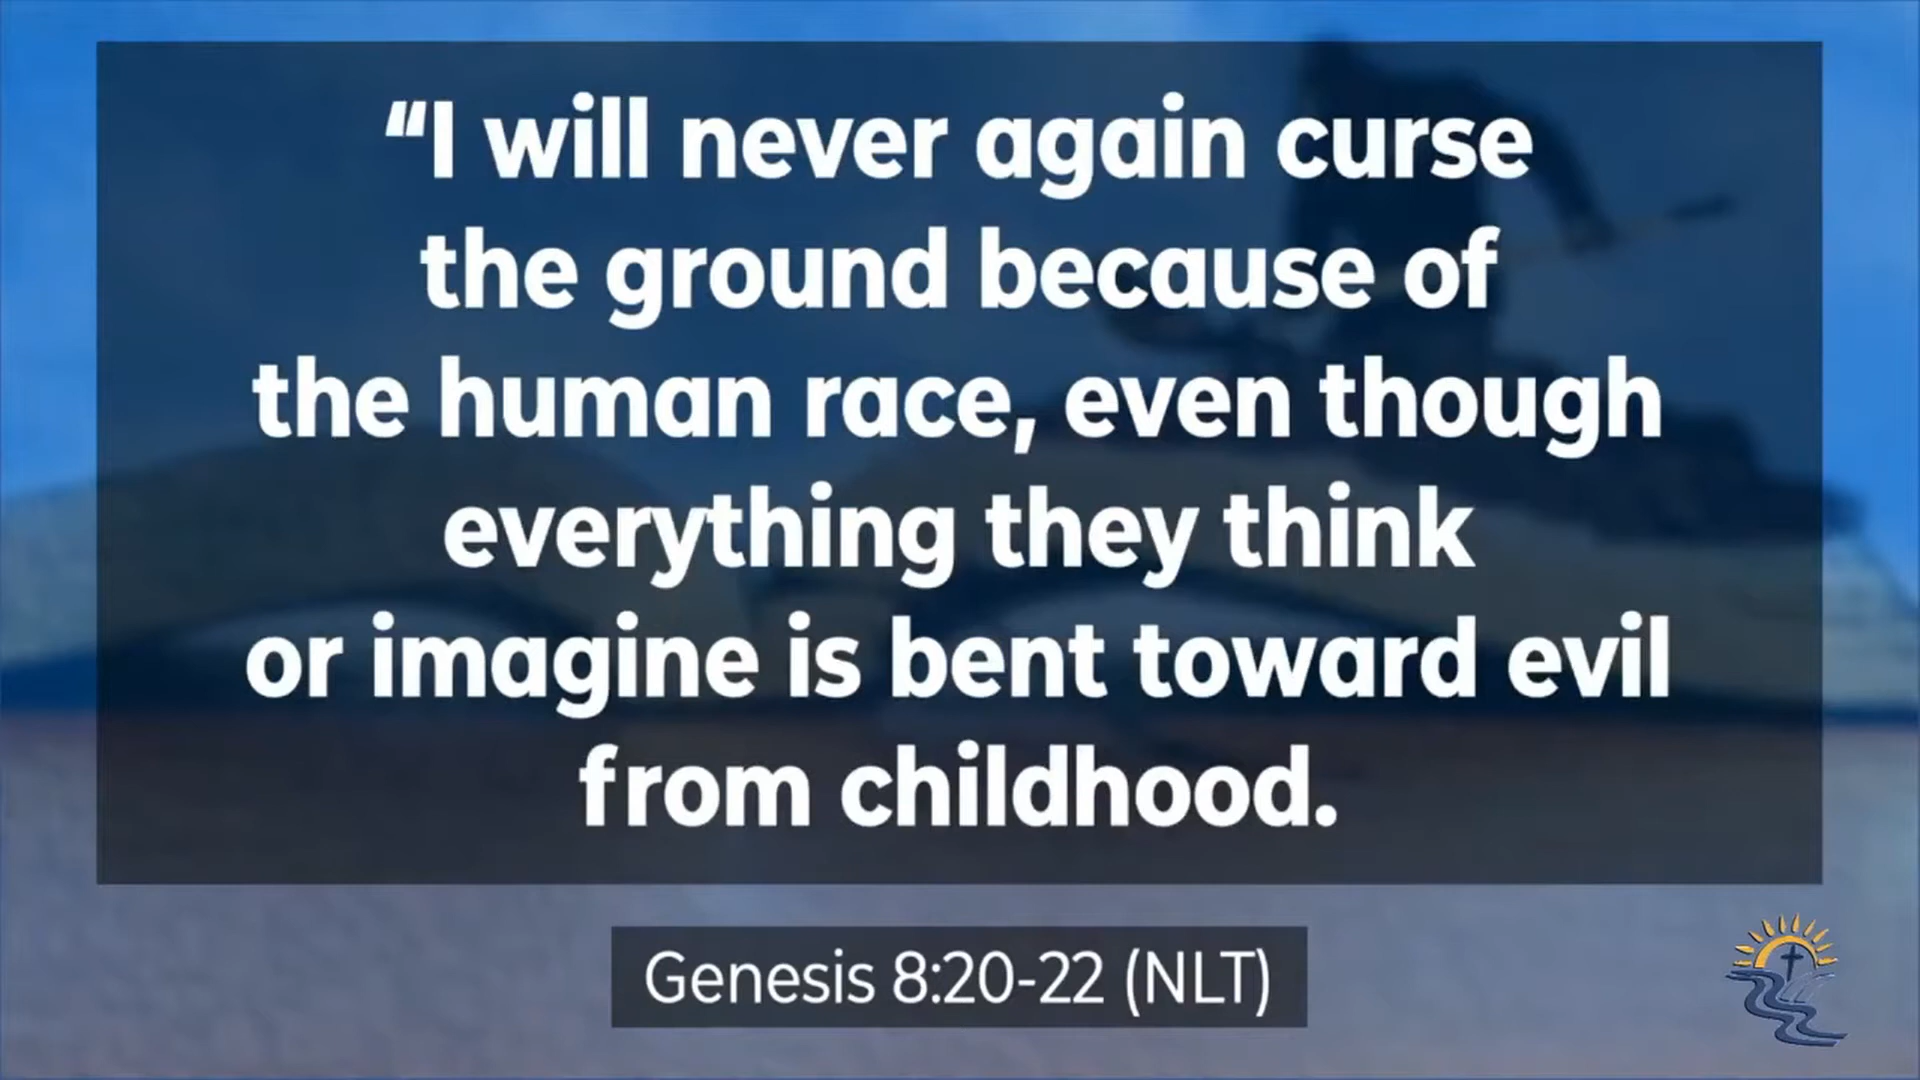 “I will never again curse
the ground because of
the human race, even though
everything they think
or imagine is bent toward evil
from childhood.
Genesis 8:20-22 (NLT)